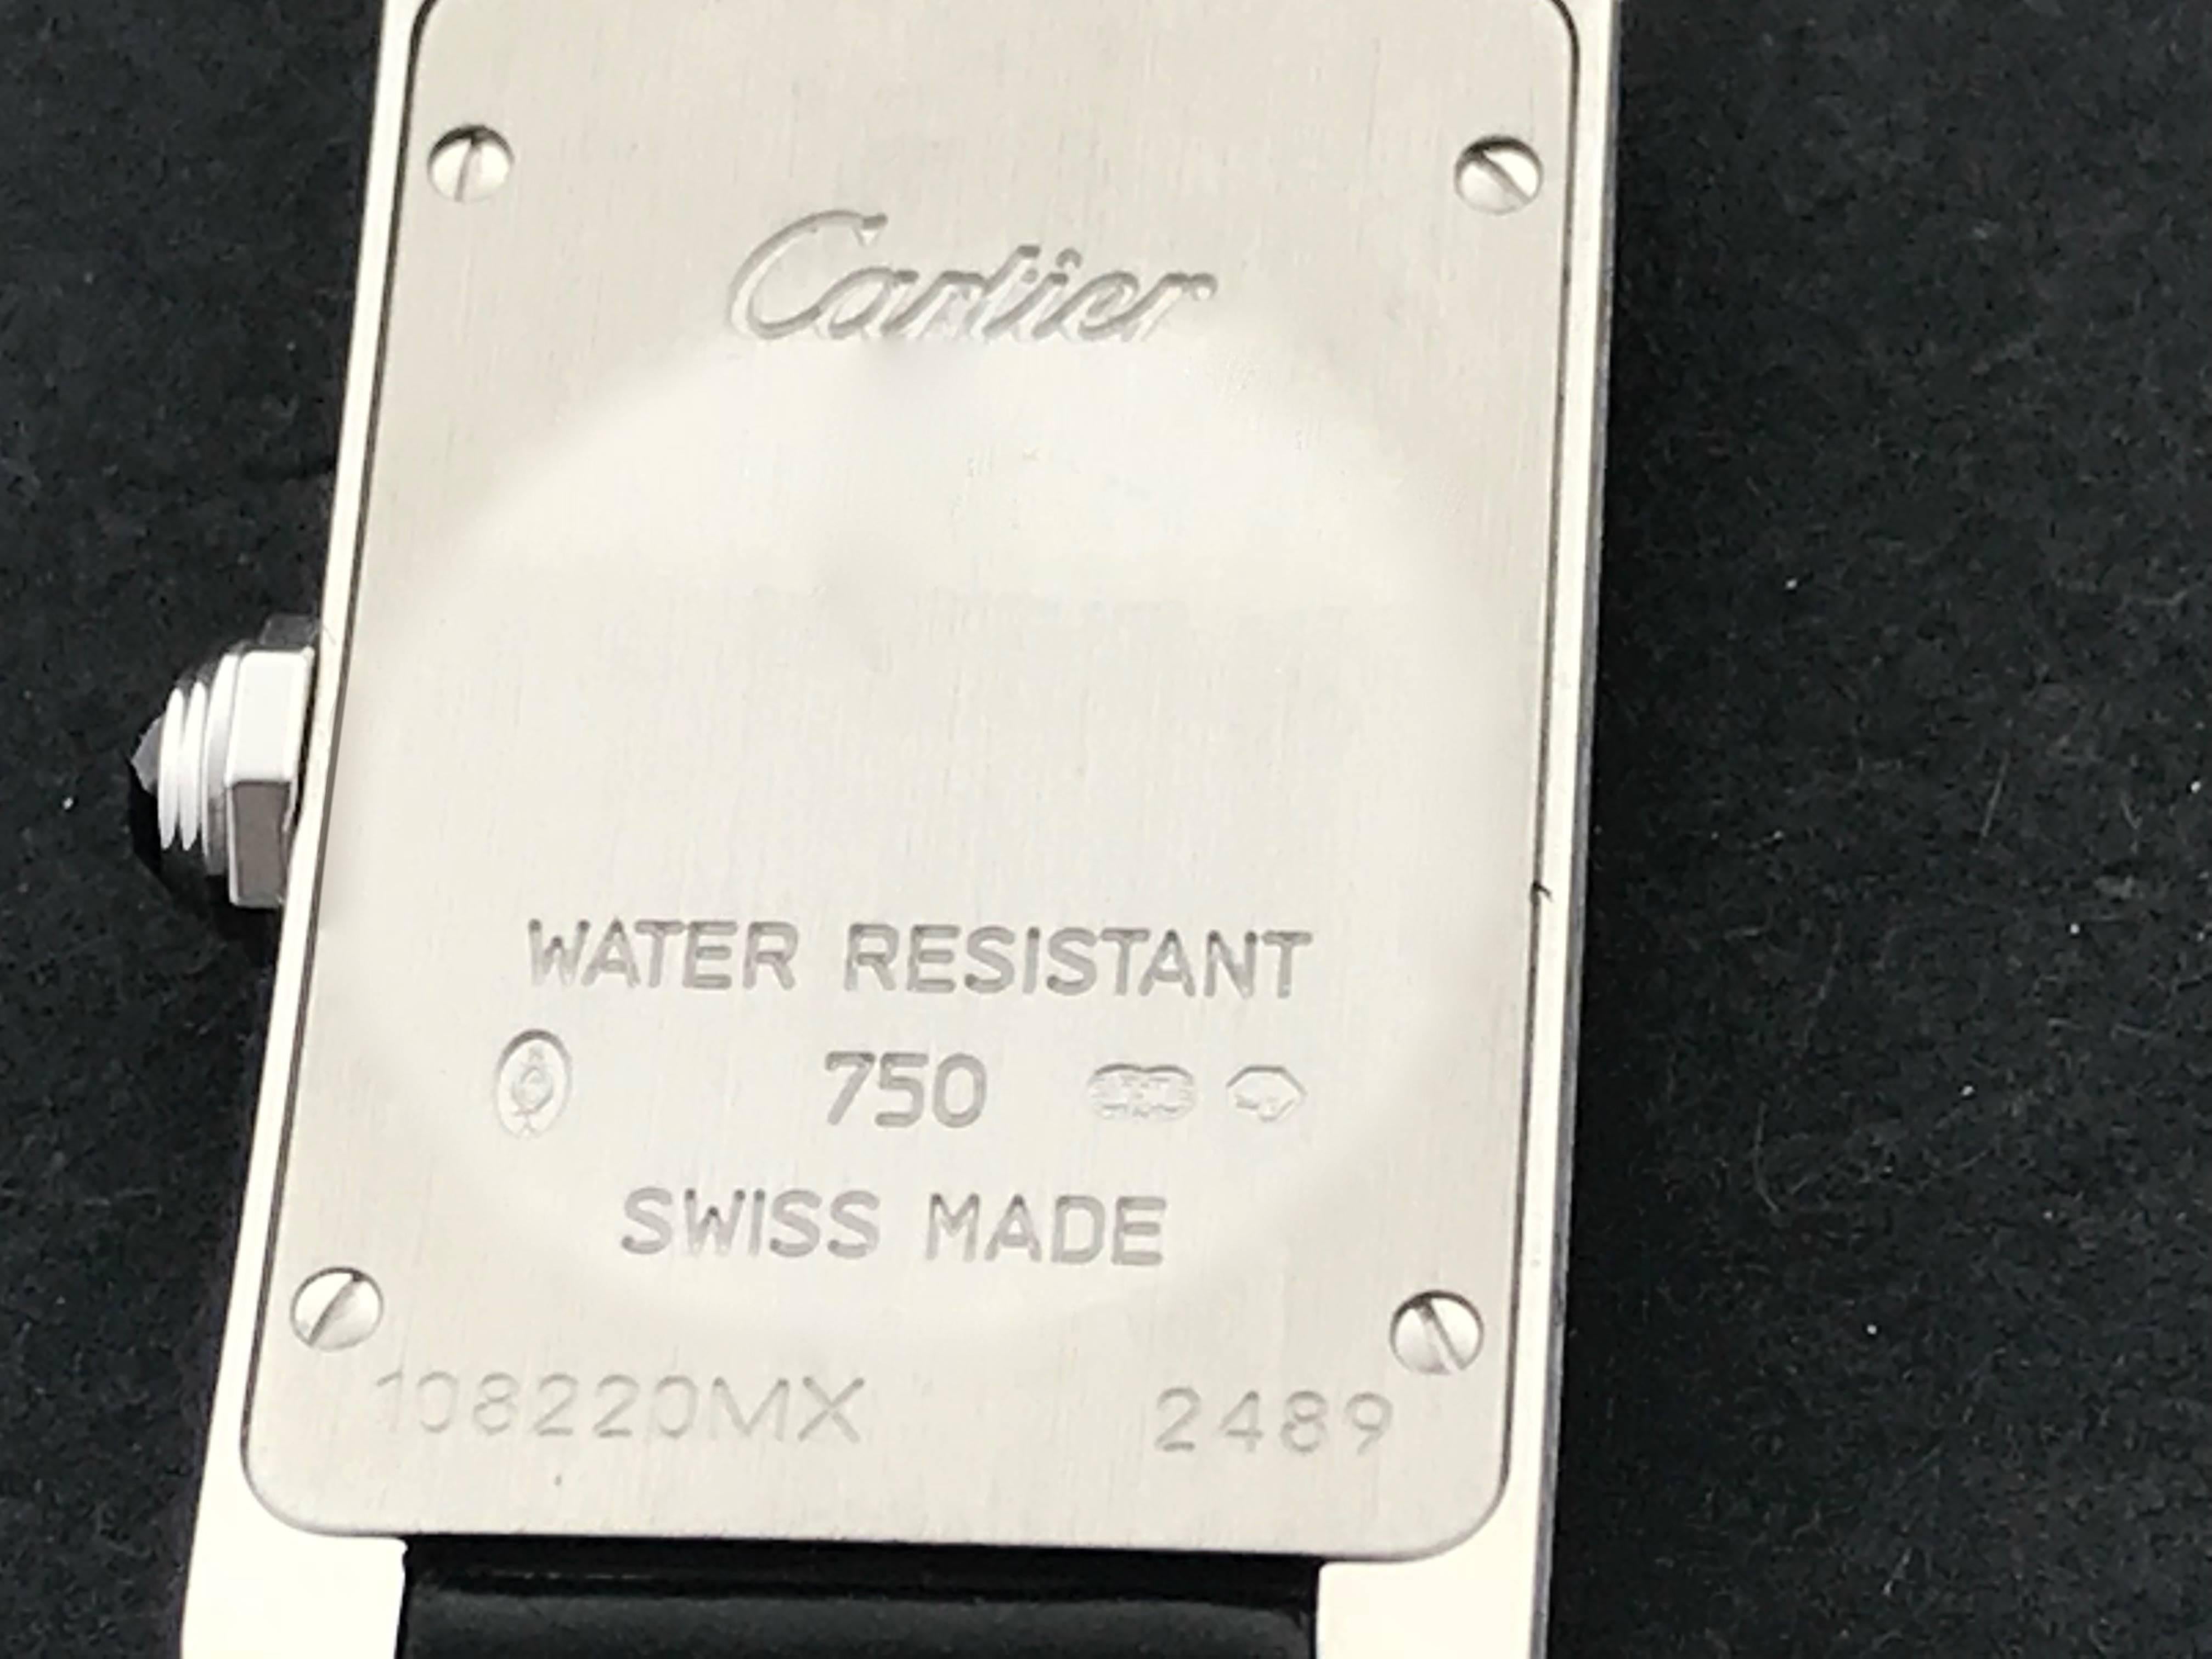 Cartier
WATER RESISTANT
750
SWISS MADE
108220MX 2489